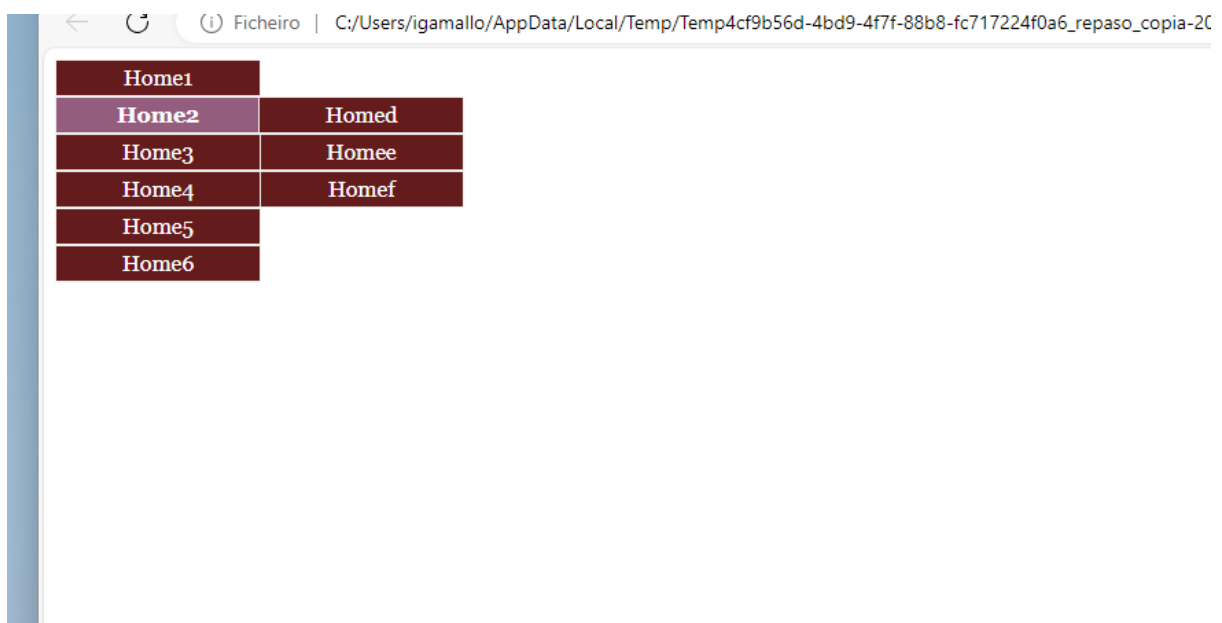 Ficheiro | C:/Users/igamallo/AppData/Local/Temp/Temp4cf9b56d-4bd9-4f7f-88b8-fc717224f0a6_repaso_copia-20
Home1
Home2 Homed
Home3 Homee
Home4 Homef
Home5
Home6